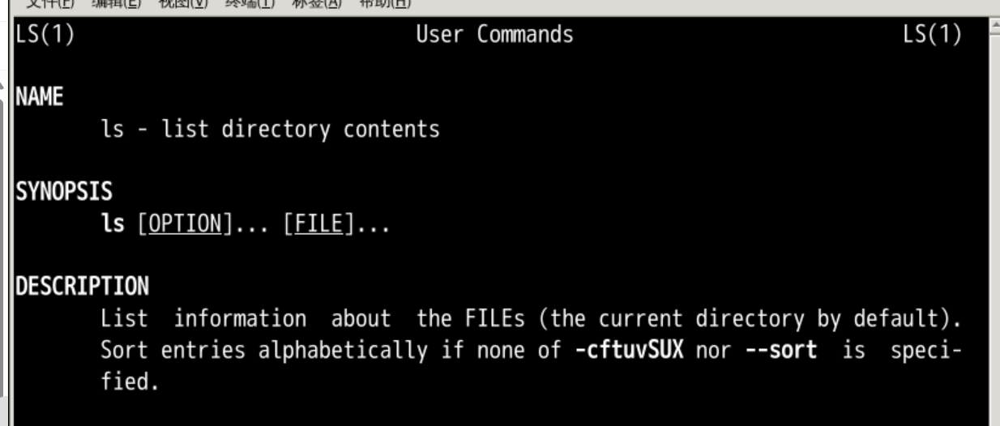 文件(F) 编辑(E) 视图(V) 终端(T) 标签(A) 帮助(H)
LS(1) User Commands LS(1)
NAME
ls - list directory contents
SYNOPSIS
ls [OPTION]... [FILE]...
DESCRIPTION
List information about the FILEs (the current directory by default).
Sort entries alphabetically if none of -cftuvSUX nor --sort is speci-
fied.